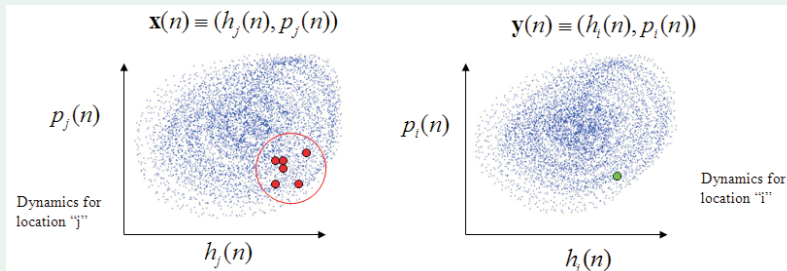 x(n) ≡ (h_j(n), p_j(n))
y(n) ≡ (h_i(n), p_i(n))
p_j(n)
p_i(n)
Dynamics for
location “j”
Dynamics for
location “i”
h_j(n)
h_i(n)